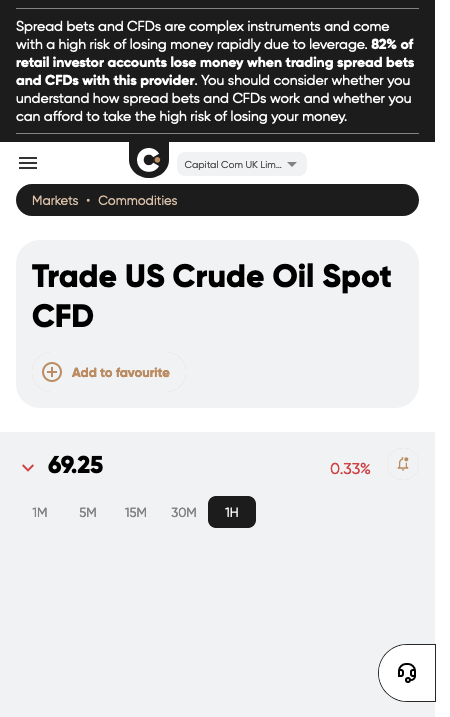 Spread bets and CFDs are complex instruments and come
with a high risk of losing money rapidly due to leverage. 82% of
retail investor accounts lose money when trading spread bets
and CFDs with this provider. You should consider whether you
understand how spread bets and CFDs work and whether you
can afford to take the high risk of losing your money.
Capital Com UK Lim...
Markets • Commodities
Trade US Crude Oil Spot
CFD
Add to favourite
69.25 0.33%
1M 5M 15M 30M 1H